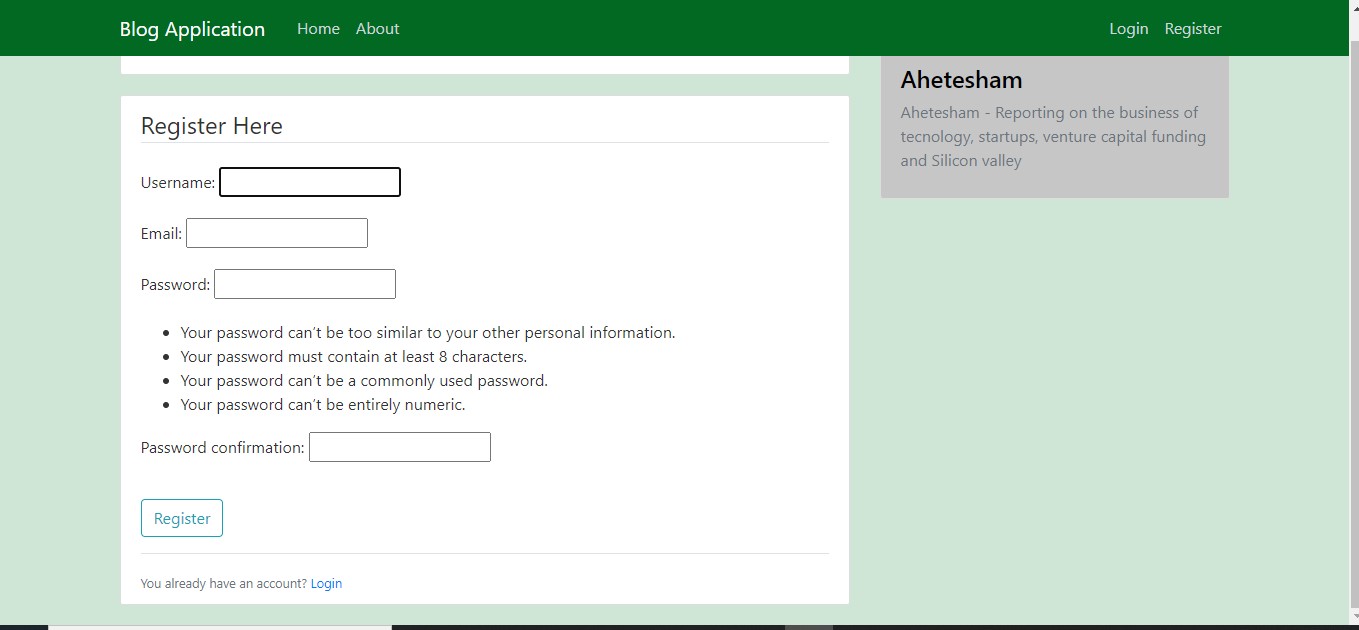 Blog Application Home About Login Register
Register Here
Username:
Email:
Password:
Your password can't be too similar to your other personal information.
Your password must contain at least 8 characters.
Your password can't be a commonly used password.
Your password can't be entirely numeric.
Password confirmation:
Register
You already have an account? Login
Ahetesham
Ahetesham - Reporting on the business of
tecnology, startups, venture capital funding
and Silicon valley